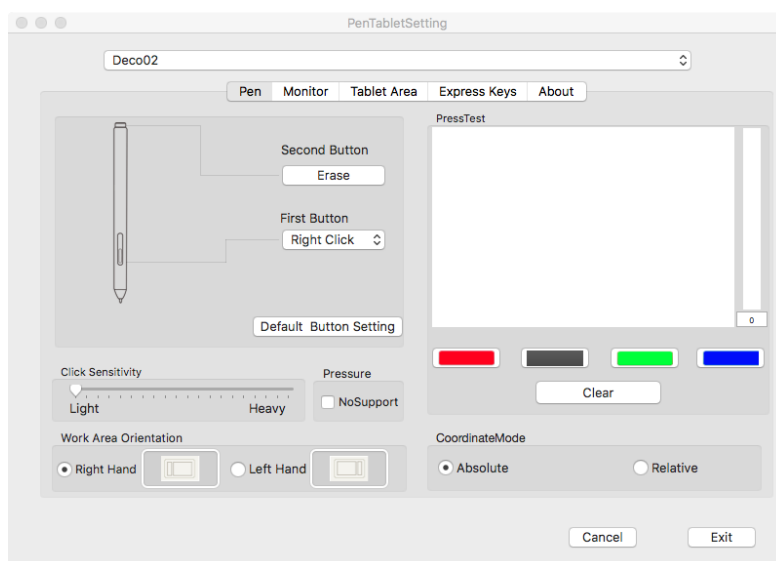 PenTabletSetting
Deco02
Pen Monitor Tablet Area Express Keys About
Second Button
Erase
First Button
Right Click
Default Button Setting
PressTest
0
Clear
Click Sensitivity
Light Heavy
Pressure
NoSupport
Work Area Orientation
Right Hand Left Hand
CoordinateMode
Absolute Relative
Cancel Exit